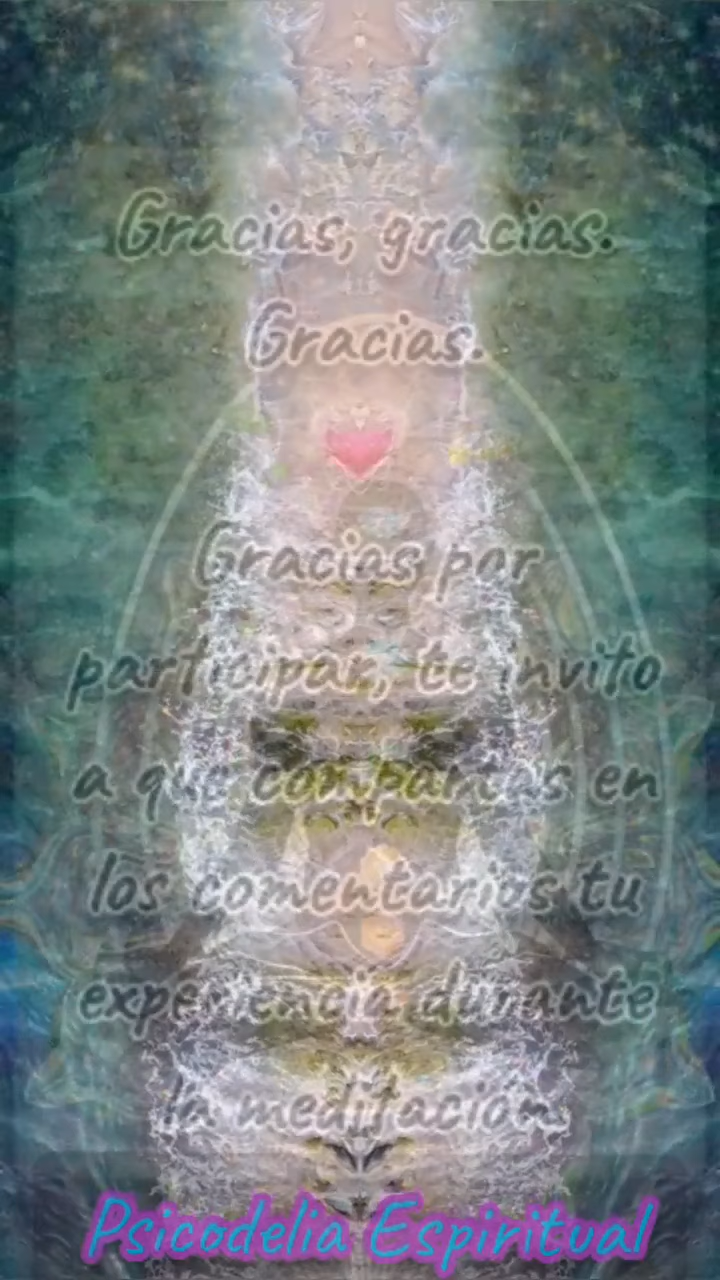 Gracias, gracias.
Gracias.
Gracias por
participar, te invito
a que compartas en
los comentarios tu
experiencia durante
la meditación.
Psicodelia Espiritual